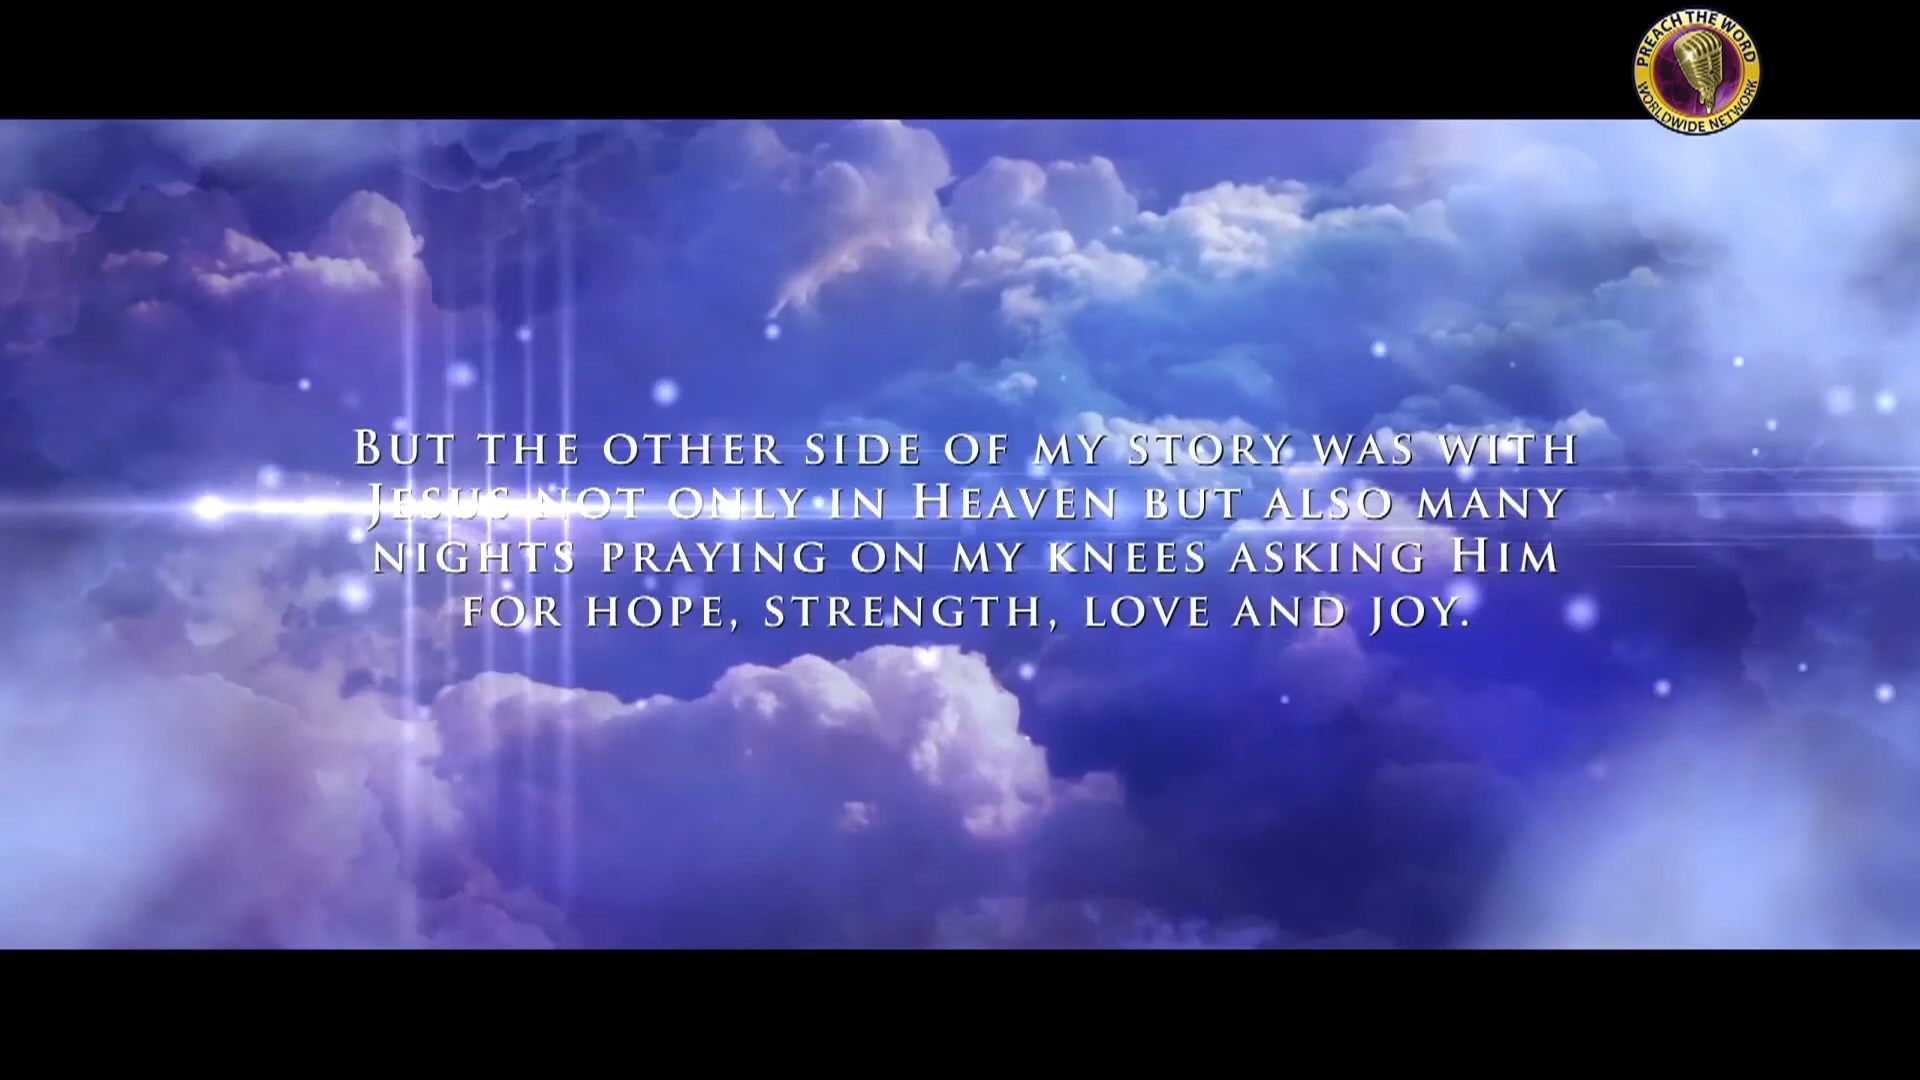 PREACH THE WORD
WORLDWIDE NETWORK
BUT THE OTHER SIDE OF MY STORY WAS WITH
JESUS NOT ONLY IN HEAVEN BUT ALSO MANY
NIGHTS PRAYING ON MY KNEES ASKING HIM
FOR HOPE, STRENGTH, LOVE AND JOY.